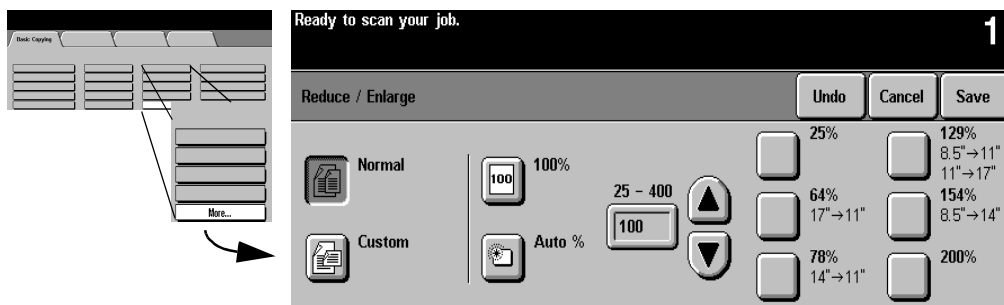 Basic Copying
More...
Ready to scan your job.
1
Reduce / Enlarge
Undo
Cancel
Save
Normal
Custom
100
100%
Auto %
25 - 400
100
25%
64%
17"→11"
78%
14"→11"
129%
8.5"→11"
11"→17"
154%
8.5"→14"
200%